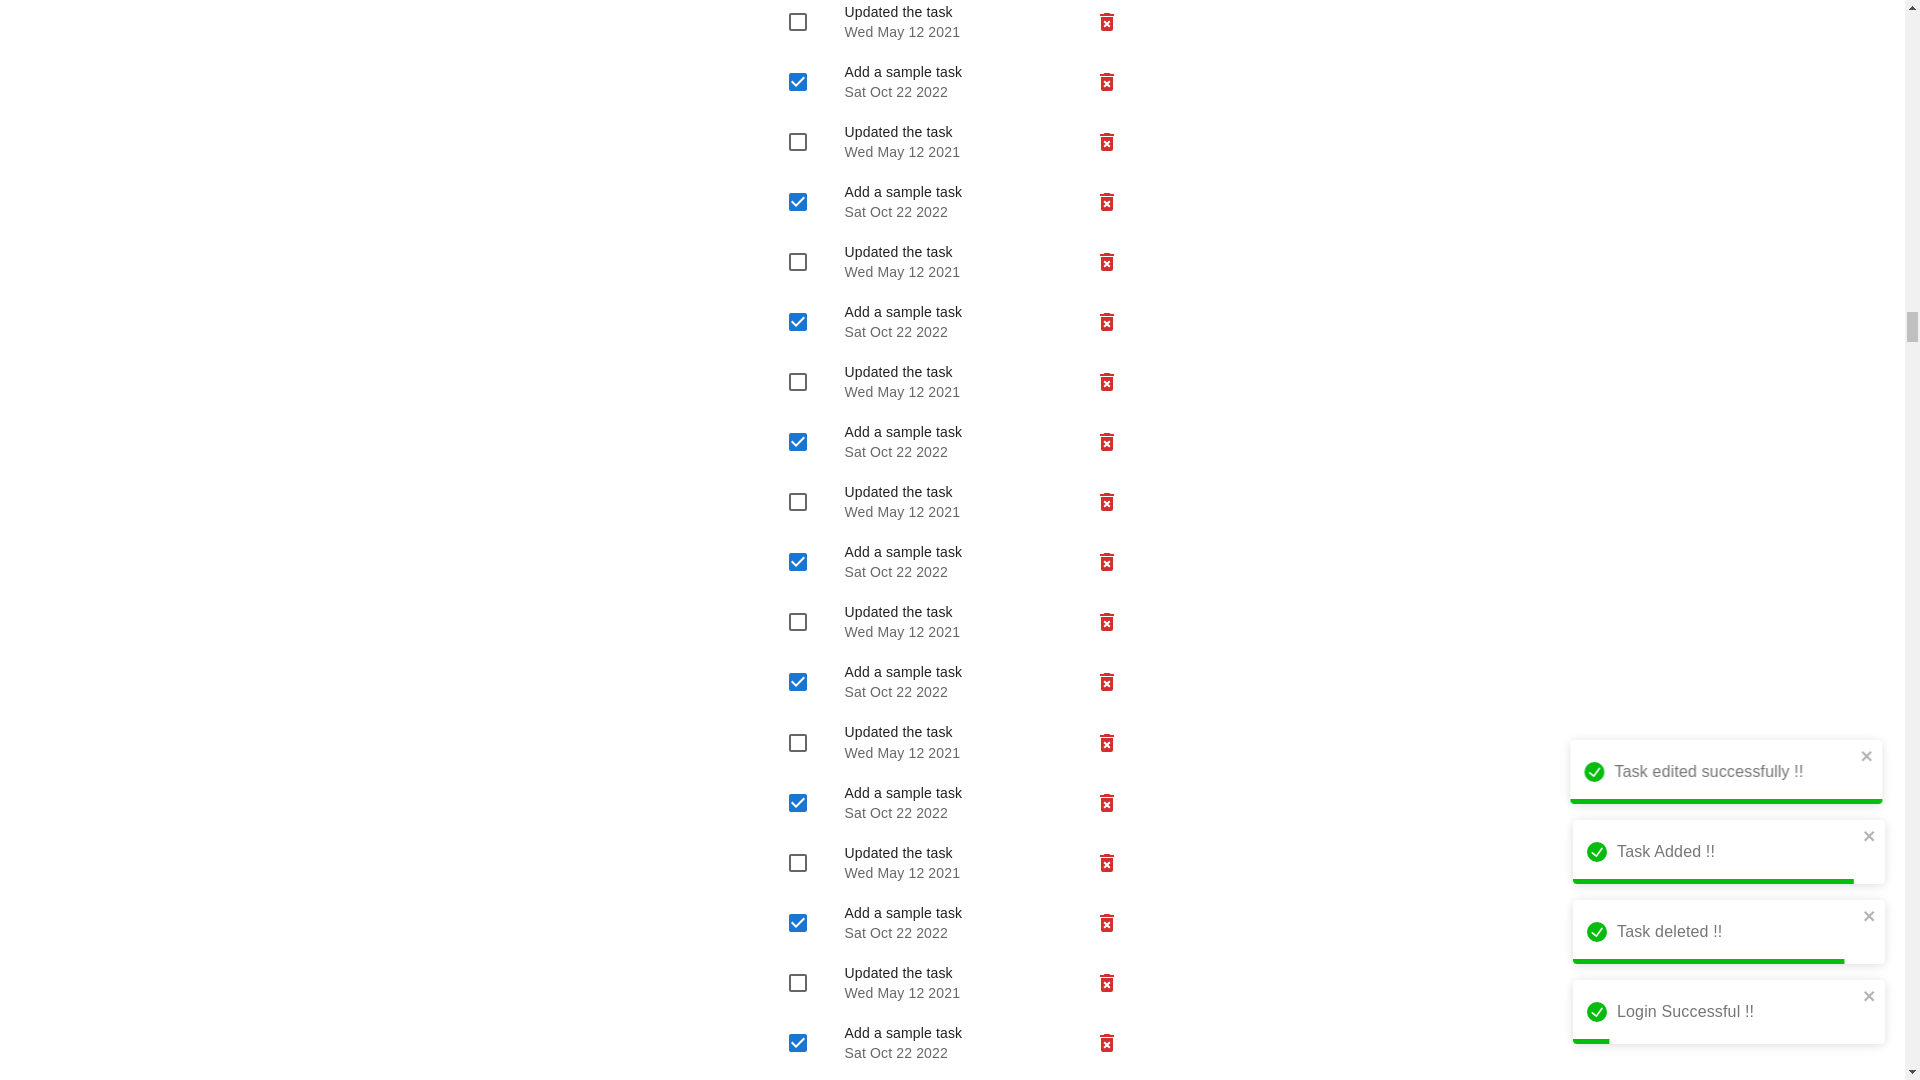 Updated the task
Wed May 12 2021
Add a sample task
Sat Oct 22 2022
Updated the task
Wed May 12 2021
Add a sample task
Sat Oct 22 2022
Updated the task
Wed May 12 2021
Add a sample task
Sat Oct 22 2022
Updated the task
Wed May 12 2021
Add a sample task
Sat Oct 22 2022
Updated the task
Wed May 12 2021
Add a sample task
Sat Oct 22 2022
Updated the task
Wed May 12 2021
Add a sample task
Sat Oct 22 2022
Updated the task
Wed May 12 2021
Add a sample task
Sat Oct 22 2022
Updated the task
Wed May 12 2021
Add a sample task
Sat Oct 22 2022
Updated the task
Wed May 12 2021
Add a sample task
Sat Oct 22 2022
Task edited successfully !!
Task Added !!
Task deleted !!
Login Successful !!